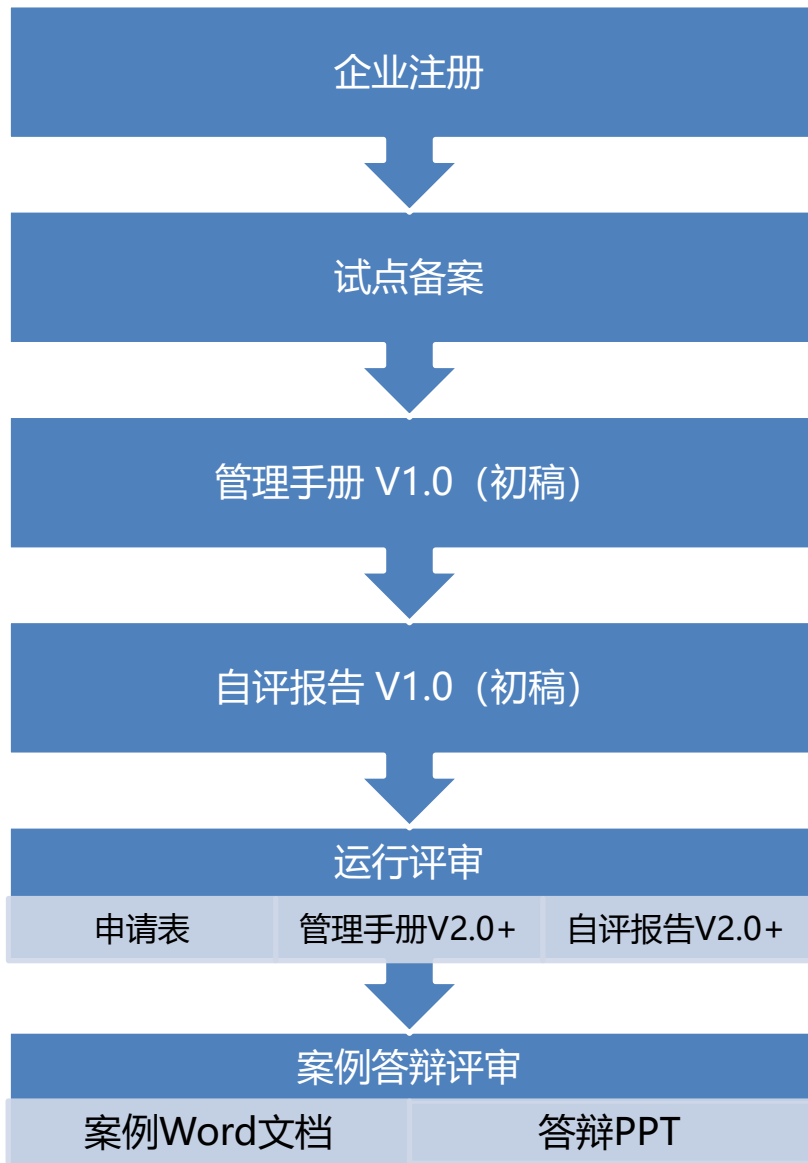 企业注册
试点备案
管理手册 V1.0（初稿）
自评报告 V1.0（初稿）
运行评审
申请表 管理手册V2.0+ 自评报告V2.0+
案例答辩评审
案例Word文档 答辩PPT